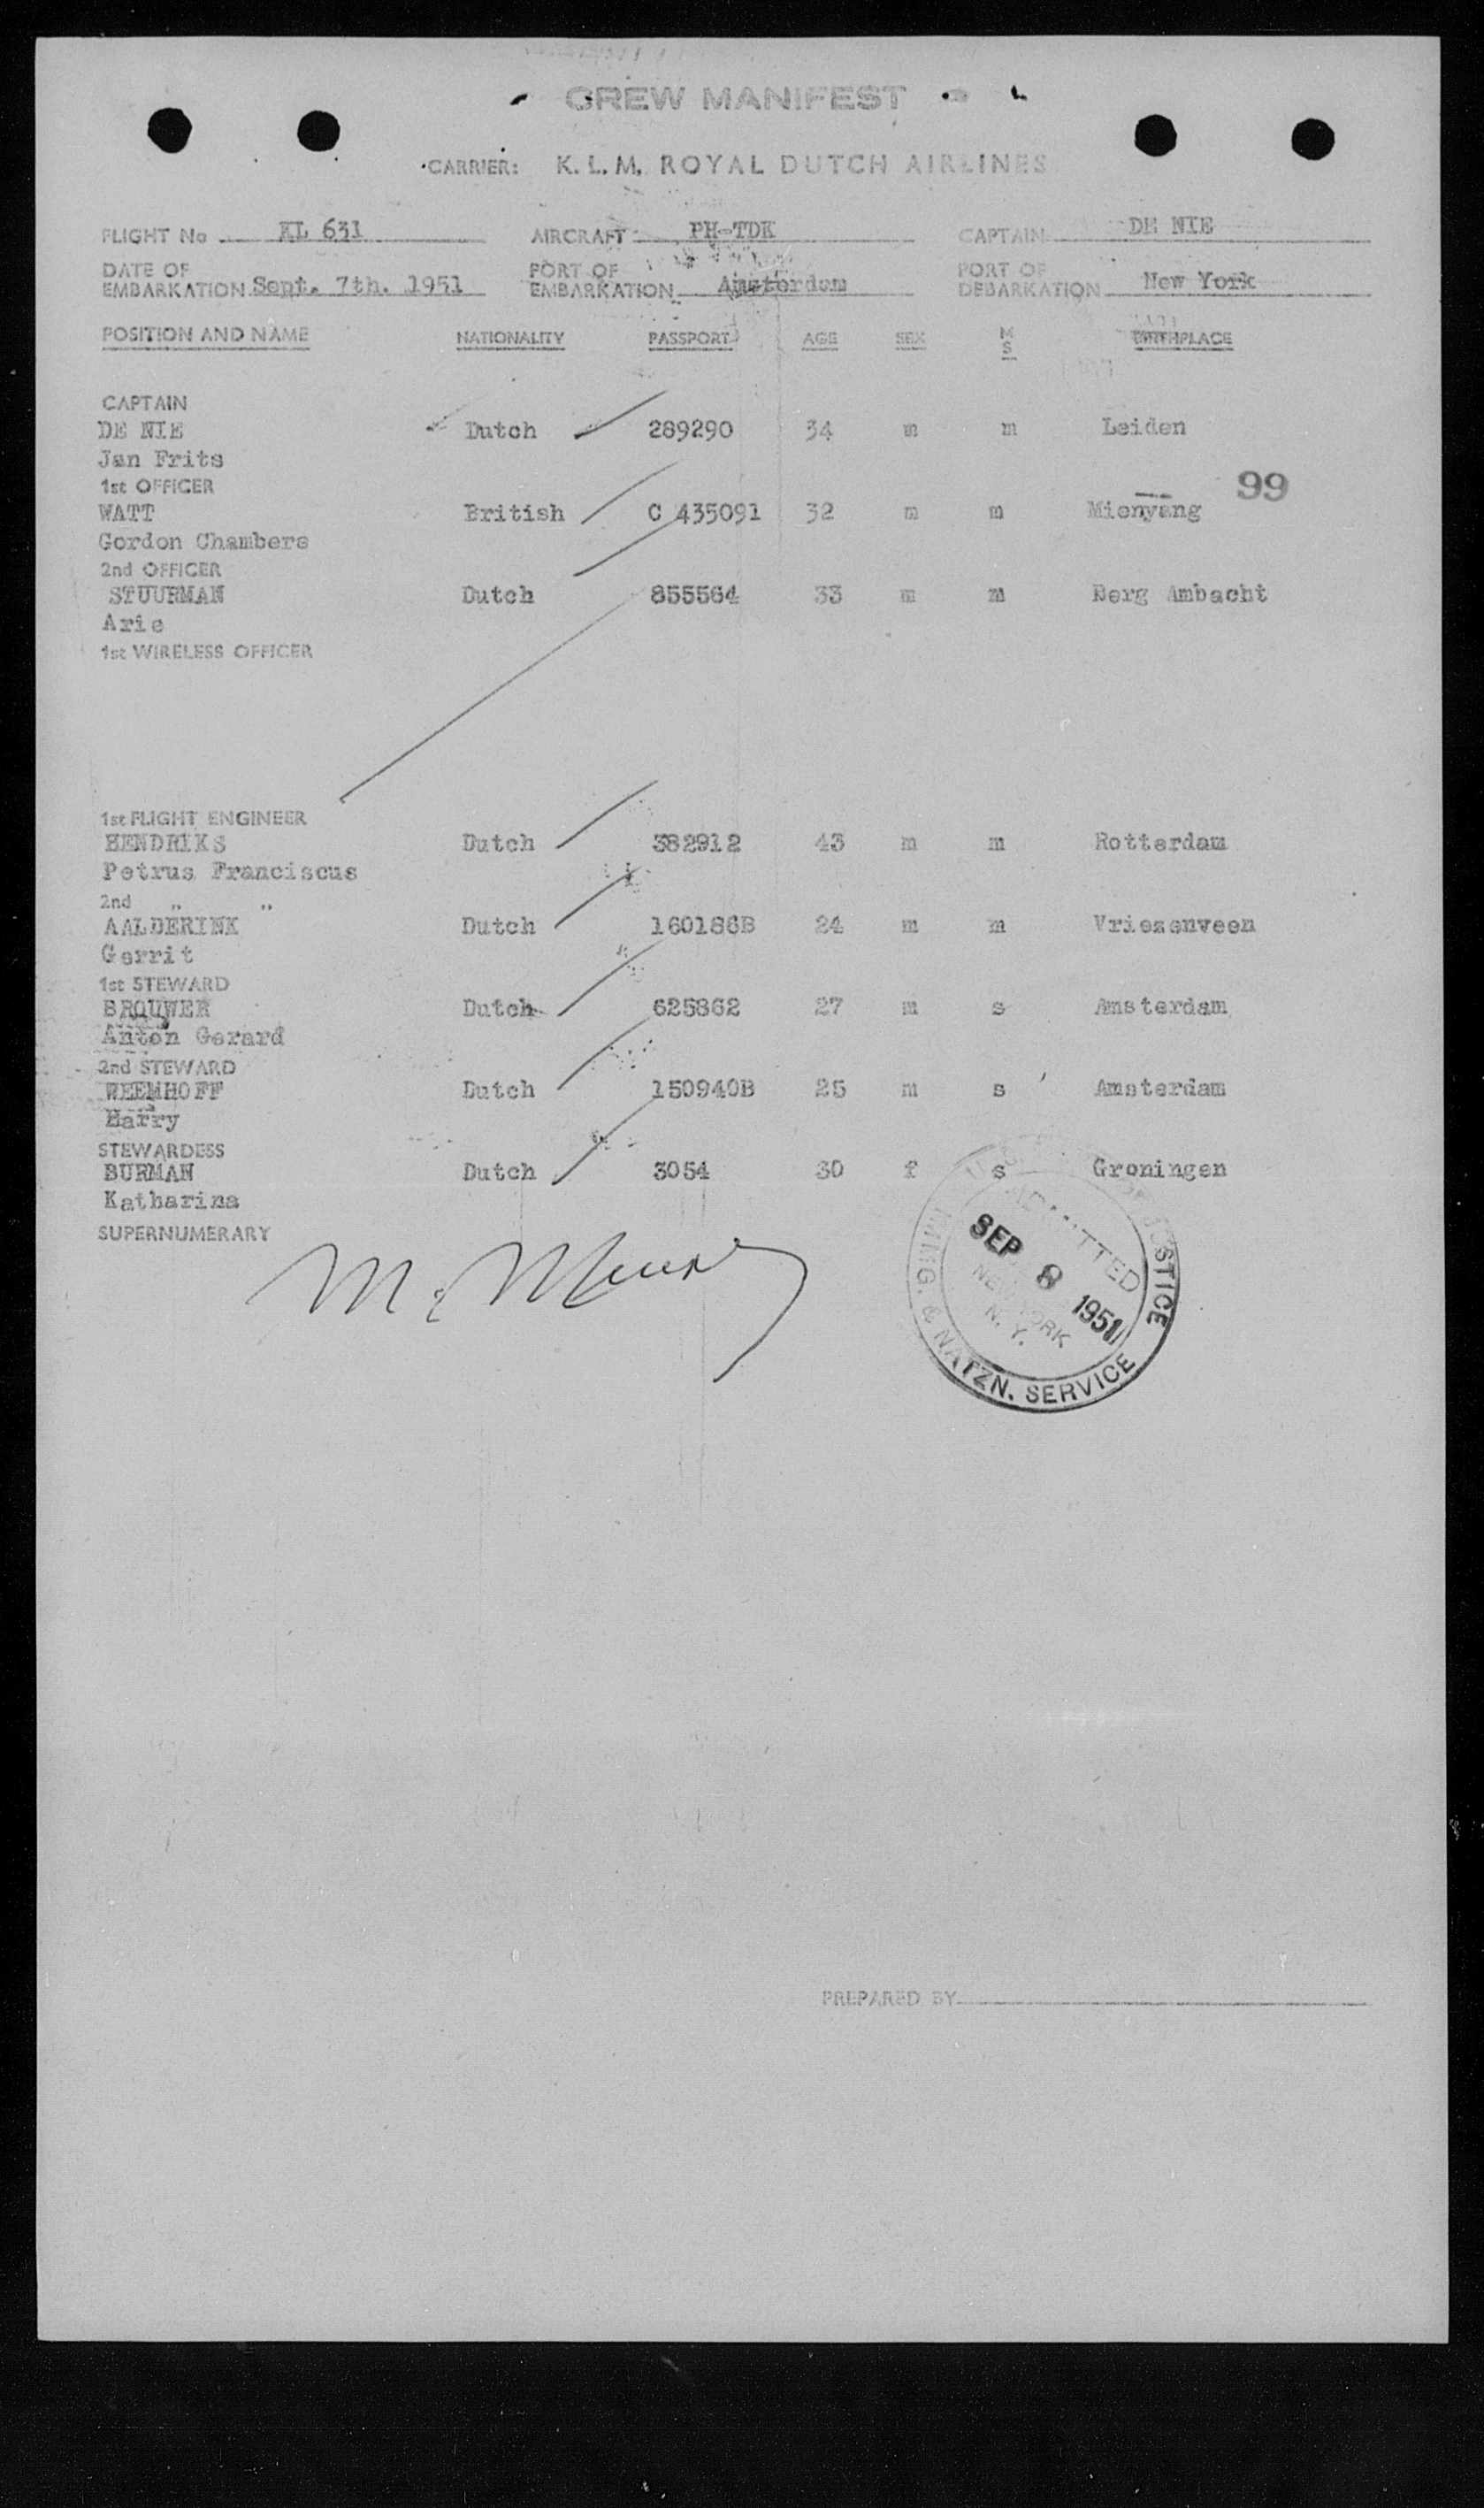 CREW MANIFEST
CARRIER: K. L. M. ROYAL DUTCH AIRLINES
FLIGHT No KL 631 AIRCRAFT PH-TDK CAPTAIN DE NIE
DATE OF EMBARKATION Sept. 7th. 1951 PORT OF EMBARKATION Amsterdam PORT OF DEBARKATION New York
POSITION AND NAME NATIONALITY PASSPORT AGE SEX M S BIRTHPLACE
CAPTAIN
DE NIE Dutch 289290 34 m m Leiden
Jan Frits
1st OFFICER 99
WATT British C 435091 32 m m Mienyang
Gordon Chambers
2nd OFFICER
STUURMAN Dutch 855564 33 m m Berg Ambacht
Arie
1st WIRELESS OFFICER
1st FLIGHT ENGINEER
HENDRIKS Dutch 382912 43 m m Rotterdam
Petrus Franciscus
2nd " "
AALDERINK Dutch 160186B 24 m m Vriezenveen
Gerrit
1st STEWARD
BROUWER Dutch 625862 27 m s Amsterdam
Anton Gerard
2nd STEWARD
WEEMHOFF Dutch 150940B 25 m s Amsterdam
Harry
STEWARDESS
BURMAN Dutch 3054 30 f s Groningen
Katharina
SUPERNUMERARY
ADMITTED
SEP 8 1951
NEW YORK
N. Y.
IMMIG. & NATZN. SERVICE
JUSTICE
PREPARED BY